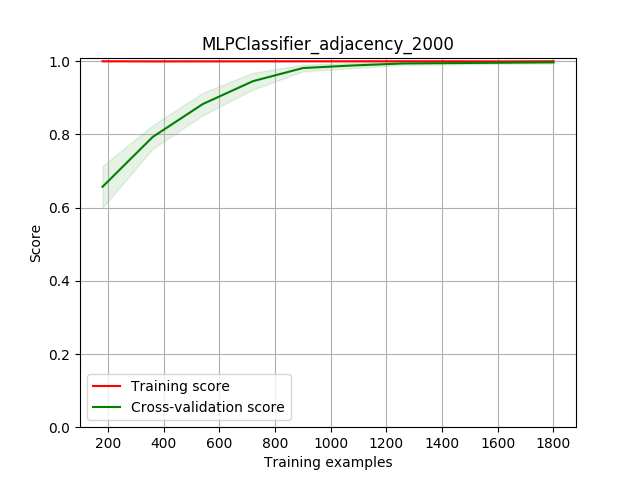 MLPClassifier_adjacency_2000
1.0
0.8
0.6
0.4
0.2
0.0
Score
Training score
Cross-validation score
200 400 600 800 1000 1200 1400 1600 1800
Training examples